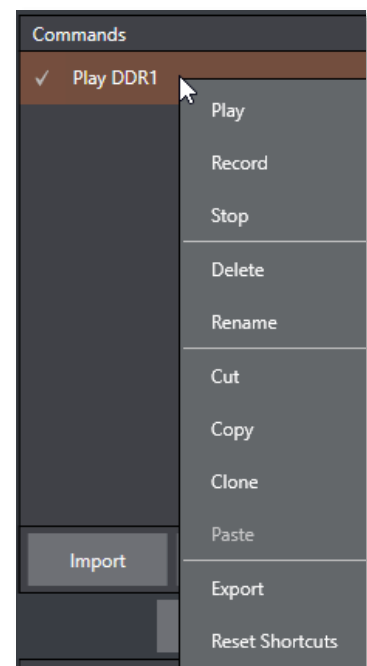 Commands
✓ Play DDR1
Play
Record
Stop
Delete
Rename
Cut
Copy
Clone
Paste
Import
Export
Reset Shortcuts